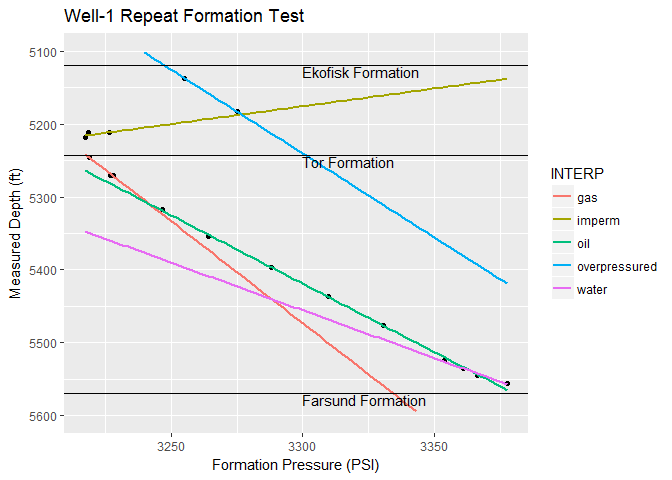 Well-1 Repeat Formation Test
5100
5200
5300
5400
5500
5600
Measured Depth (ft)
Ekofisk Formation
Tor Formation
Farsund Formation
3250
3300
3350
Formation Pressure (PSI)
INTERP
gas
imperm
oil
overpressured
water